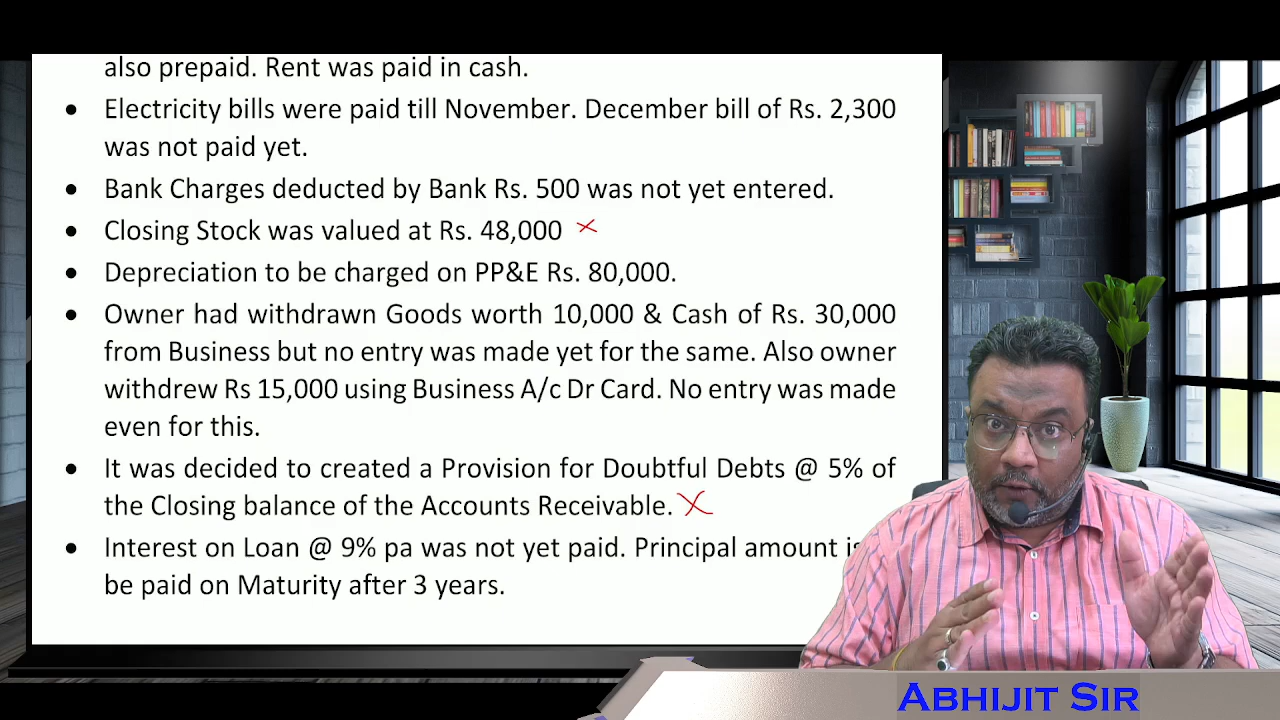 also prepaid. Rent was paid in cash.
• Electricity bills were paid till November. December bill of Rs. 2,300
was not paid yet.
• Bank Charges deducted by Bank Rs. 500 was not yet entered.
• Closing Stock was valued at Rs. 48,000
• Depreciation to be charged on PP&E Rs. 80,000.
• Owner had withdrawn Goods worth 10,000 & Cash of Rs. 30,000
from Business but no entry was made yet for the same. Also owner
withdrew Rs 15,000 using Business A/c Dr Card. No entry was made
even for this.
• It was decided to created a Provision for Doubtful Debts @ 5% of
the Closing balance of the Accounts Receivable.
• Interest on Loan @ 9% pa was not yet paid. Principal amount
be paid on Maturity after 3 years.
Abhijit Sir